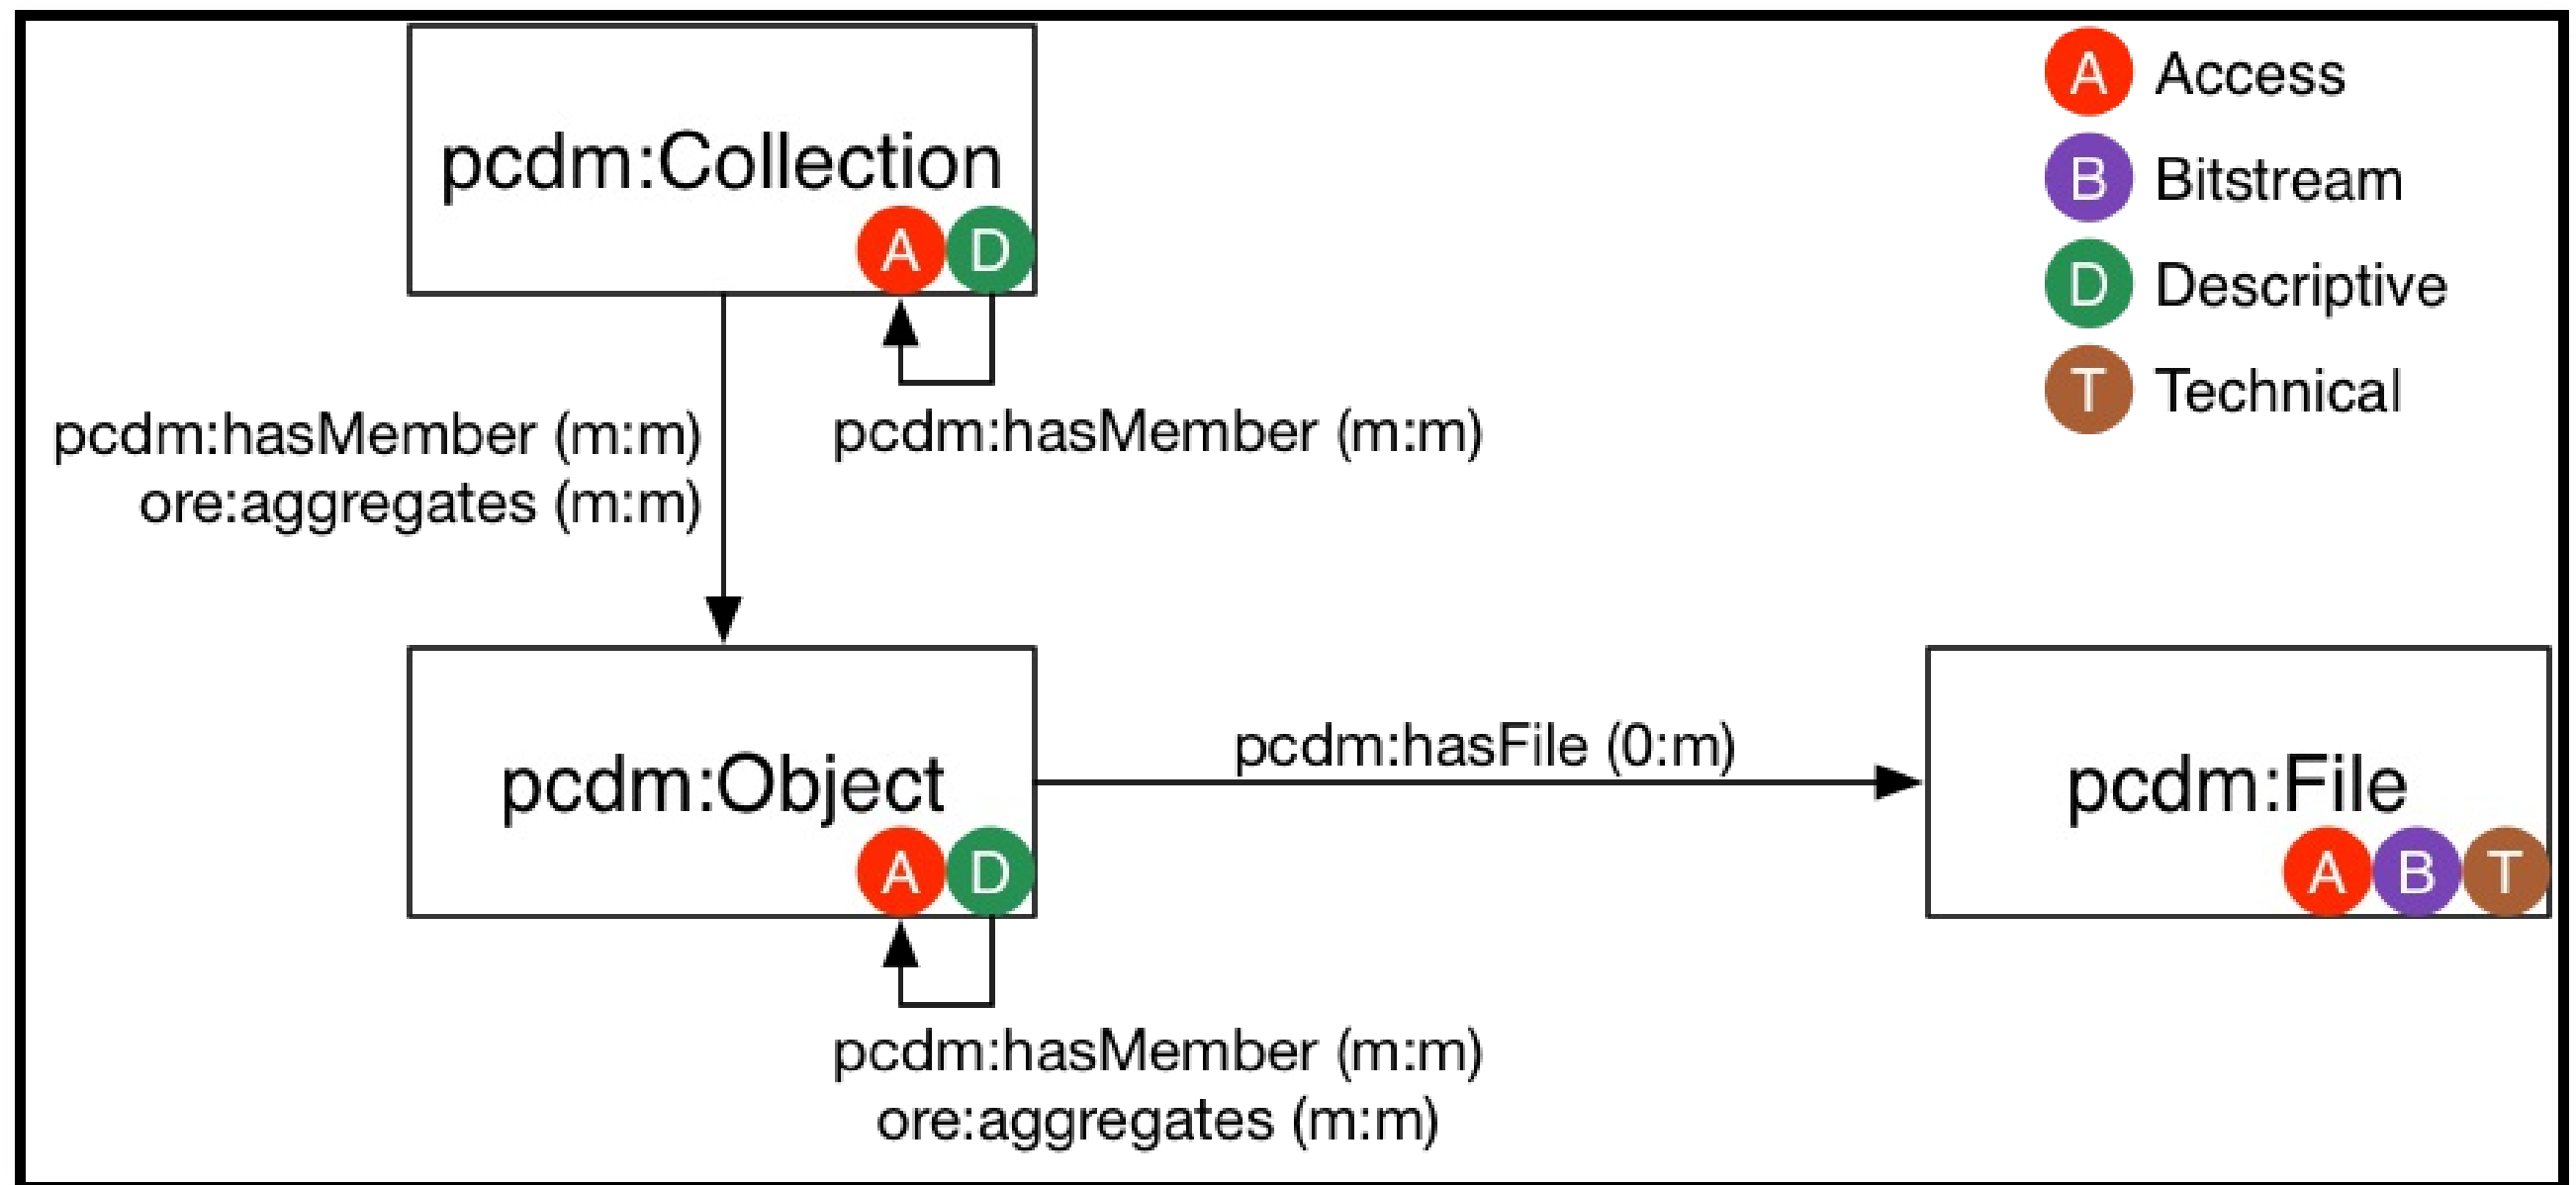 pcdm:Collection
A D
A Access
B Bitstream
D Descriptive
T Technical
pcdm:hasMember (m:m)
ore:aggregates (m:m)
pcdm:hasMember (m:m)
pcdm:Object
A D
pcdm:hasFile (0:m)
pcdm:File
A B T
pcdm:hasMember (m:m)
ore:aggregates (m:m)